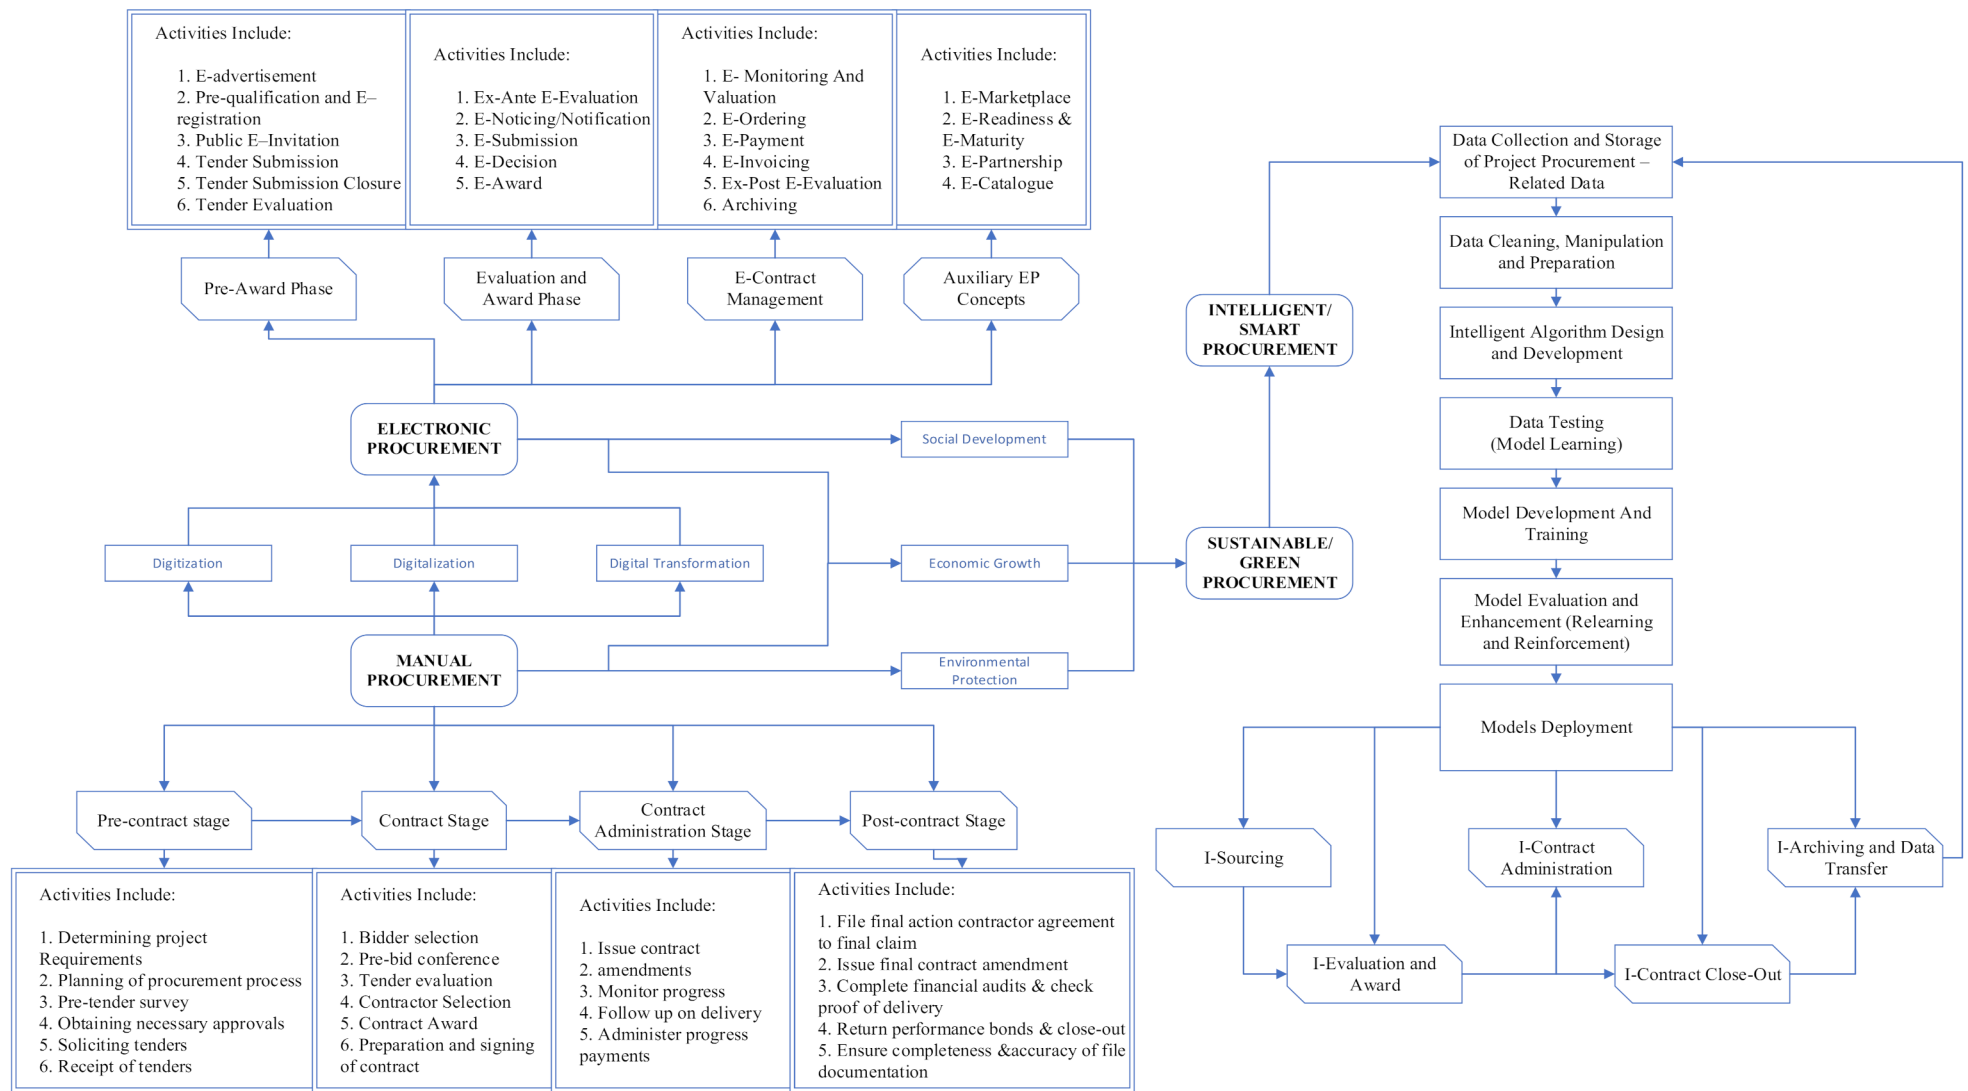 Activities Include:
1. E-advertisement
2. Pre-qualification and E–
registration
3. Public E–Invitation
4. Tender Submission
5. Tender Submission Closure
6. Tender Evaluation
Activities Include:
1. Ex-Ante E-Evaluation
2. E-Noticing/Notification
3. E-Submission
4. E-Decision
5. E-Award
Activities Include:
1. E- Monitoring And
Valuation
2. E-Ordering
3. E-Payment
4. E-Invoicing
5. Ex-Post E-Evaluation
6. Archiving
Activities Include:
1. E-Marketplace
2. E-Readiness &
E-Maturity
3. E-Partnership
4. E-Catalogue
Pre-Award Phase
Evaluation and
Award Phase
E-Contract
Management
Auxiliary EP
Concepts
ELECTRONIC
PROCUREMENT
Social Development
Digitization
Digitalization
Digital Transformation
Economic Growth
MANUAL
PROCUREMENT
Environmental
Protection
INTELLIGENT/
SMART
PROCUREMENT
SUSTAINABLE/
GREEN
PROCUREMENT
Pre-contract stage
Contract Stage
Contract
Administration Stage
Post-contract Stage
Activities Include:
1. Determining project
Requirements
2. Planning of procurement process
3. Pre-tender survey
4. Obtaining necessary approvals
5. Soliciting tenders
6. Receipt of tenders
Activities Include:
1. Bidder selection
2. Pre-bid conference
3. Tender evaluation
4. Contractor Selection
5. Contract Award
6. Preparation and signing
of contract
Activities Include:
1. Issue contract
2. amendments
3. Monitor progress
4. Follow up on delivery
5. Administer progress
payments
Activities Include:
1. File final action contractor agreement
to final claim
2. Issue final contract amendment
3. Complete financial audits & check
proof of delivery
4. Return performance bonds & close-out
5. Ensure completeness &accuracy of file
documentation
Data Collection and Storage
of Project Procurement –
Related Data
Data Cleaning, Manipulation
and Preparation
Intelligent Algorithm Design
and Development
Data Testing
(Model Learning)
Model Development And
Training
Model Evaluation and
Enhancement (Relearning
and Reinforcement)
Models Deployment
I-Sourcing
I-Contract
Administration
I-Archiving and Data
Transfer
I-Evaluation and
Award
I-Contract Close-Out